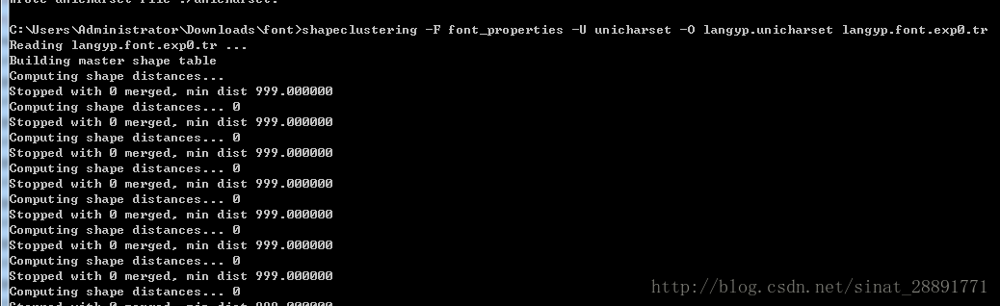 Wrote unicharset file ./unicharset.
C:\Users\Administrator\Downloads\font>shapeclustering -F font_properties -U unicharset -O langyp.unicharset langyp.font.exp0.tr
Reading langyp.font.exp0.tr ...
Building master shape table
Computing shape distances...
Stopped with 0 merged, min dist 999.000000
Computing shape distances... 0
Stopped with 0 merged, min dist 999.000000
Computing shape distances... 0
Stopped with 0 merged, min dist 999.000000
Computing shape distances... 0
Stopped with 0 merged, min dist 999.000000
Computing shape distances... 0
Stopped with 0 merged, min dist 999.000000
Computing shape distances... 0
Stopped with 0 merged, min dist 999.000000
Computing shape distances... 0
Stopped with 0 merged, min dist 999.000000
Computing shape distances... 0
http://blog.csdn.net/sinat_28891771
Stopped with 0 merged, min dist 999.000000